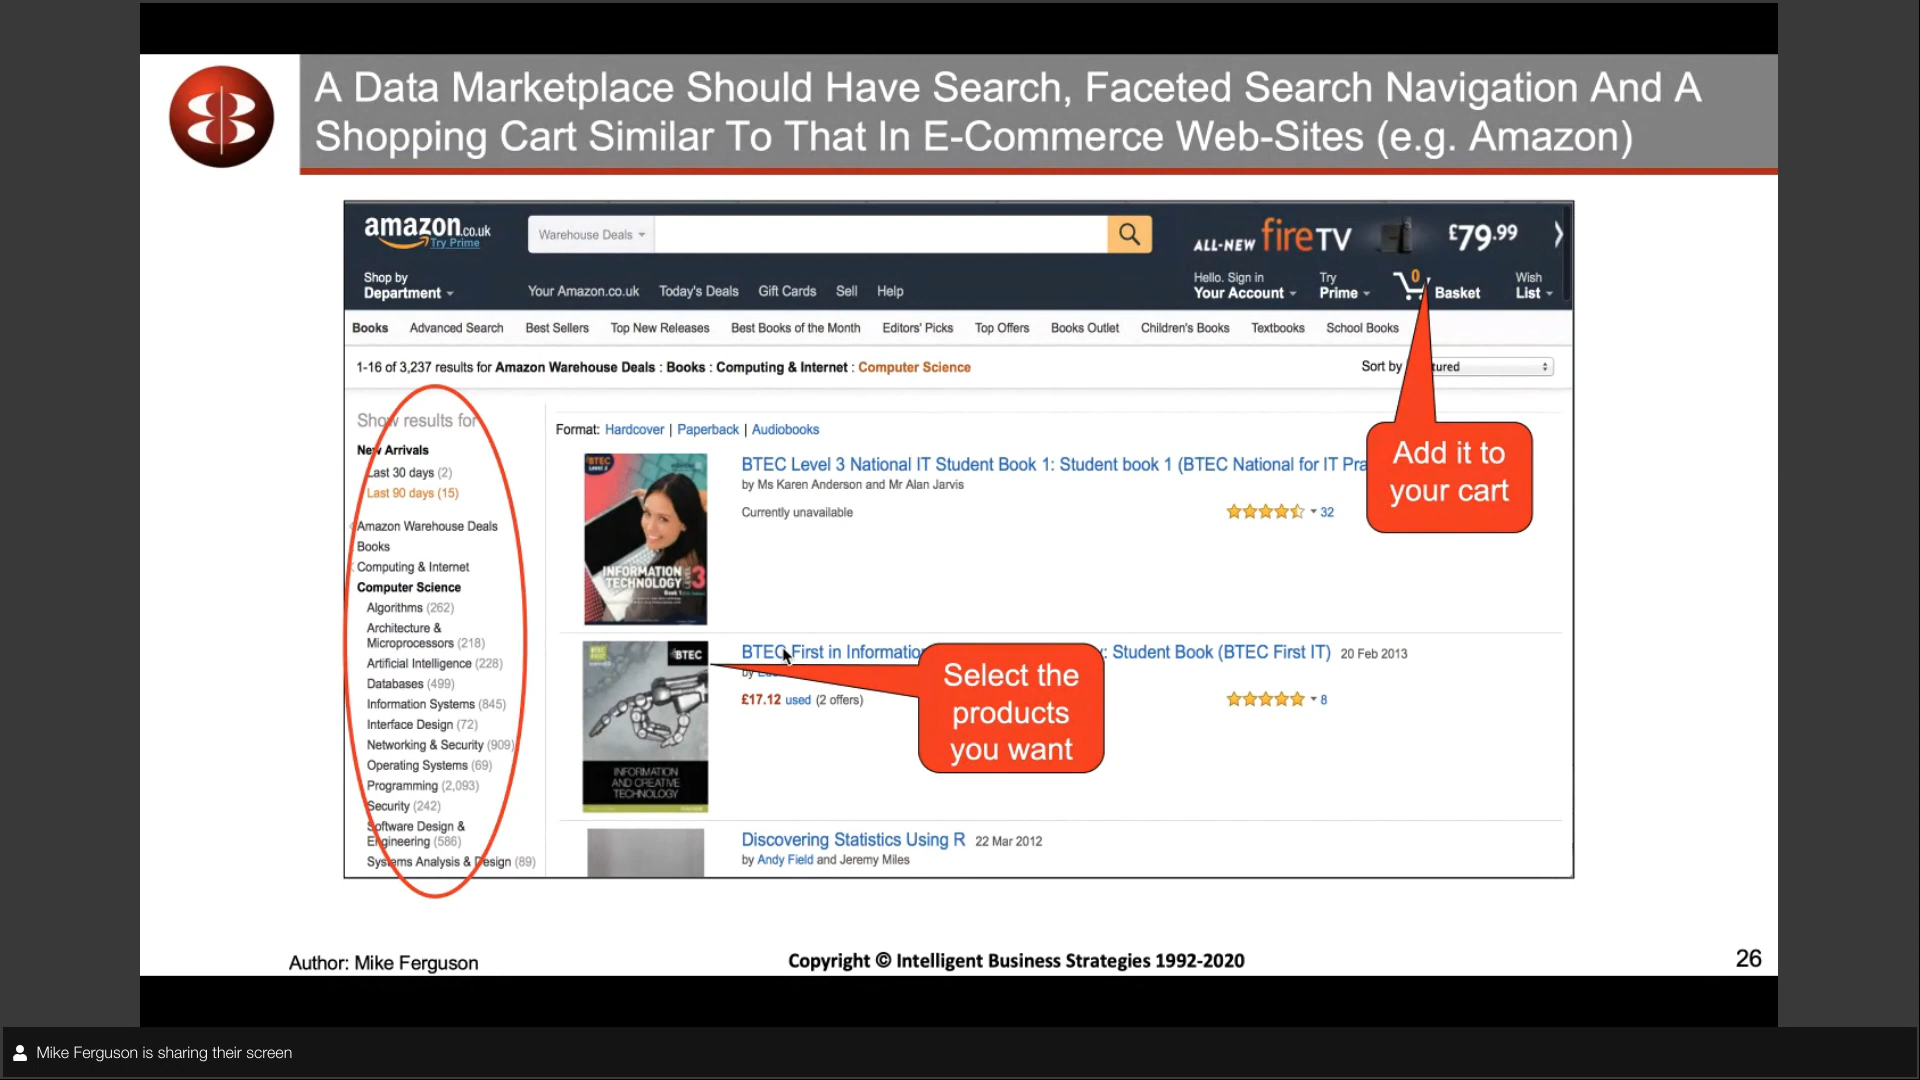 A Data Marketplace Should Have Search, Faceted Search Navigation And A
Shopping Cart Similar To That In E-Commerce Web-Sites (e.g. Amazon)
amazon.co.uk
Try Prime
Warehouse Deals
ALL-NEW fireTV
£79.99
Shop by
Department
Your Amazon.co.uk Today's Deals Gift Cards Sell Help
Hello. Sign in
Your Account
Try
Prime
0
Basket
Wish
List
Books Advanced Search Best Sellers Top New Releases Best Books of the Month Editors' Picks Top Offers Books Outlet Children's Books Textbooks School Books
1-16 of 3,237 results for Amazon Warehouse Deals : Books : Computing & Internet : Computer Science
Sort by
Show results for
New Arrivals
Last 30 days (2)
Last 90 days (15)
Amazon Warehouse Deals
Books
Computing & Internet
Computer Science
Algorithms (262)
Architecture &
Microprocessors (218)
Artificial Intelligence (228)
Databases (499)
Information Systems (845)
Interface Design (72)
Networking & Security (909)
Operating Systems (69)
Programming (2,093)
Security (242)
Software Design &
Engineering (586)
Systems Analysis & Design (89)
Format: Hardcover | Paperback | Audiobooks
BTEC
LEVEL 3
INFORMATION
TECHNOLOGY
LEVEL 3
Book 1
BTEC Level 3 National IT Student Book 1: Student book 1 (BTEC National for IT Pra
by Ms Karen Anderson and Mr Alan Jarvis
Currently unavailable
32
Add it to
your cart
BTEC
INFORMATION
AND CREATIVE
TECHNOLOGY
BTEC First in Informatio : Student Book (BTEC First IT) 20 Feb 2013
by
£17.12 used (2 offers)
8
Select the
products
you want
Discovering Statistics Using R 22 Mar 2012
by Andy Field and Jeremy Miles
Author: Mike Ferguson
Copyright © Intelligent Business Strategies 1992-2020
26
Mike Ferguson is sharing their screen